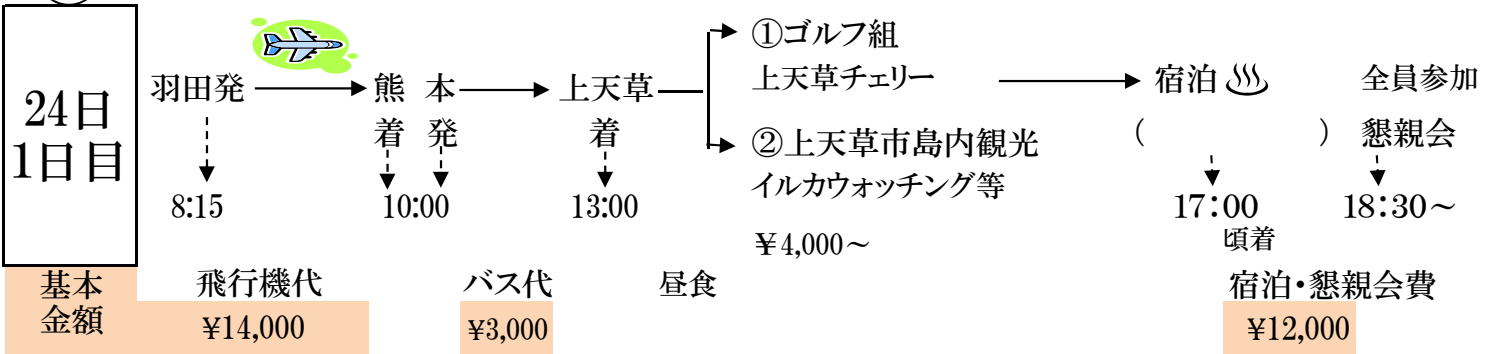 24日
1日目
羽田発
熊 本
着 発
上天草
着
①ゴルフ組
上天草チェリー
②上天草市島内観光
イルカウォッチング等
¥4,000～
宿泊♨
( )
全員参加
懇親会
8:15
10:00
13:00
17:00
頃着
18:30～
基本
金額
飛行機代
¥14,000
バス代
¥3,000
昼食
宿泊・懇親会費
¥12,000